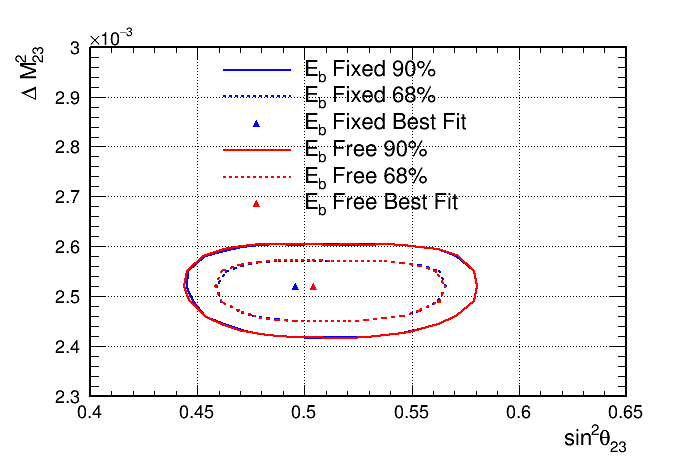 ×10⁻³
Δ M²₂₃
3
2.9
2.8
2.7
2.6
2.5
2.4
2.3
E_b Fixed 90%
E_b Fixed 68%
E_b Fixed Best Fit
E_b Free 90%
E_b Free 68%
E_b Free Best Fit
0.4 0.45 0.5 0.55 0.6 0.65
sin²θ₂₃